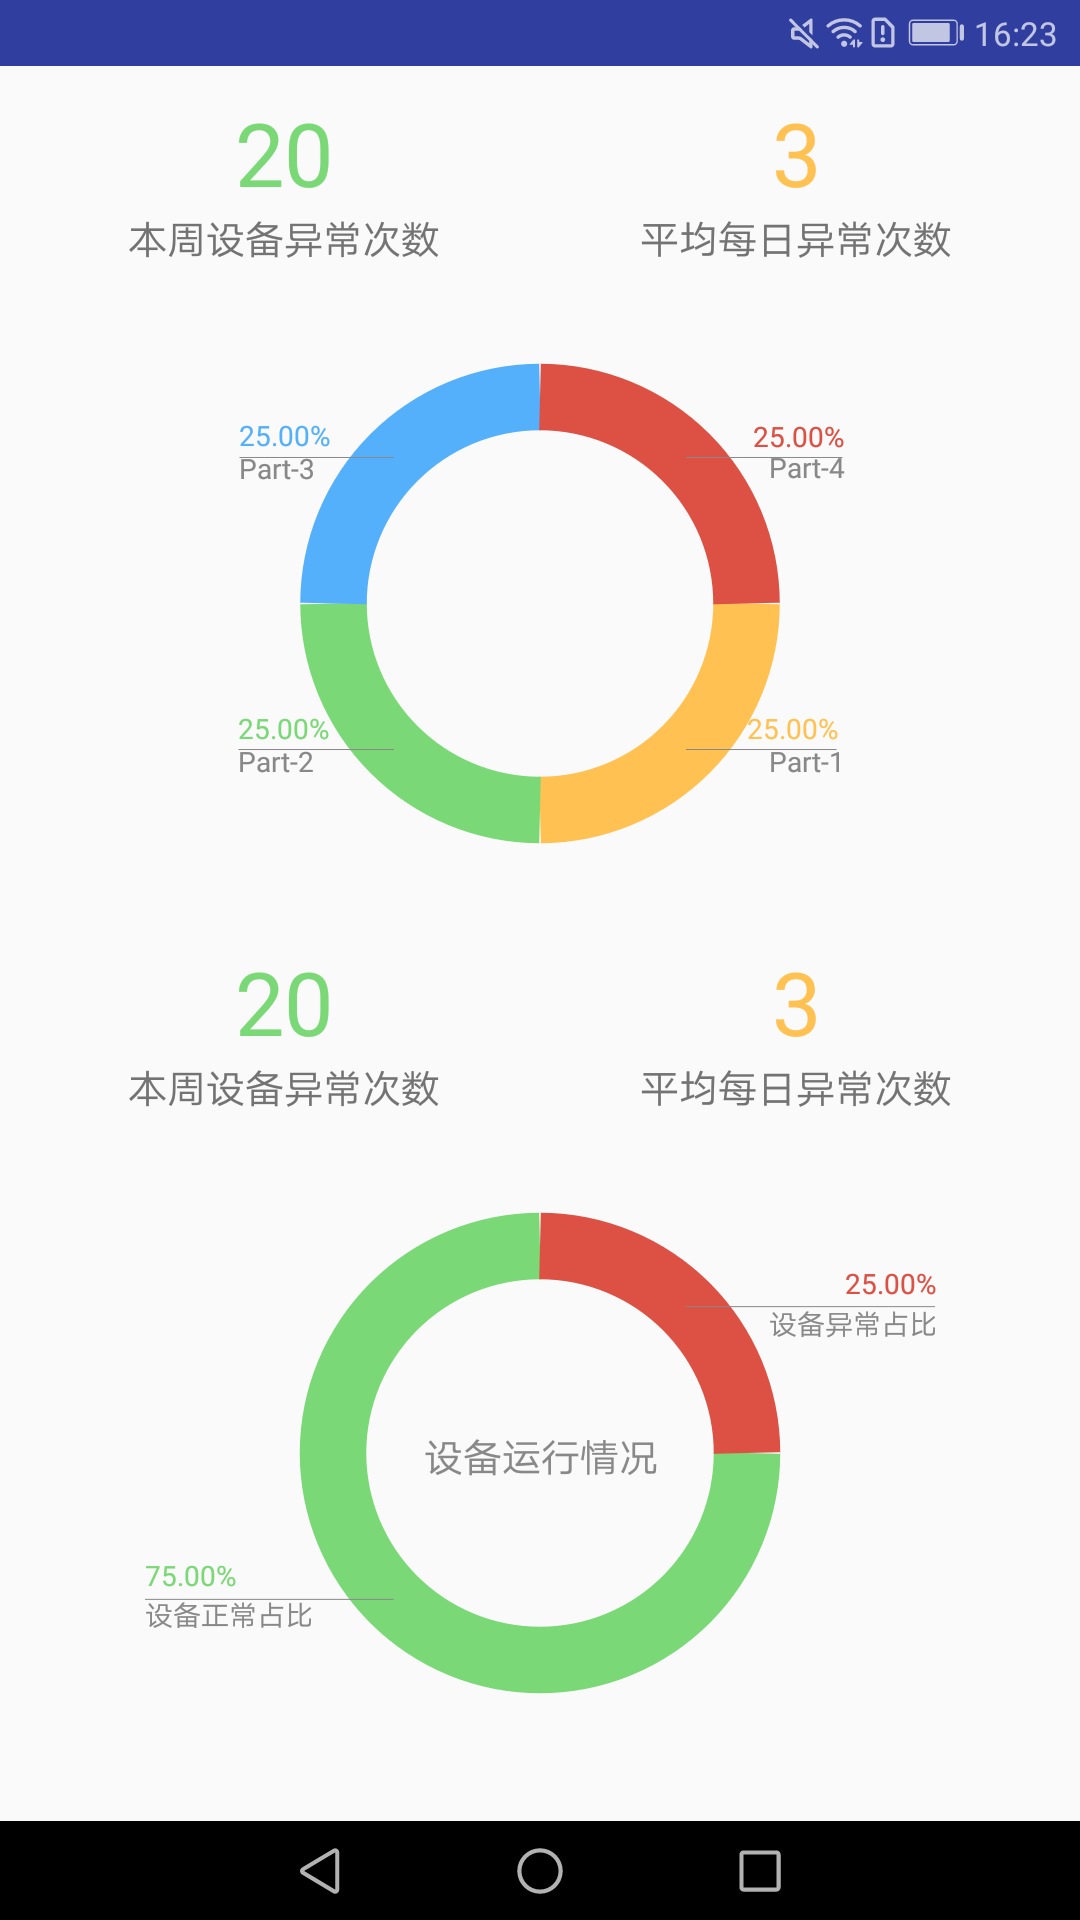 16:23
20
3
本周设备异常次数
平均每日异常次数
25.00%
Part-3
25.00%
Part-4
25.00%
Part-2
25.00%
Part-1
20
3
本周设备异常次数
平均每日异常次数
25.00%
设备异常占比
设备运行情况
75.00%
设备正常占比